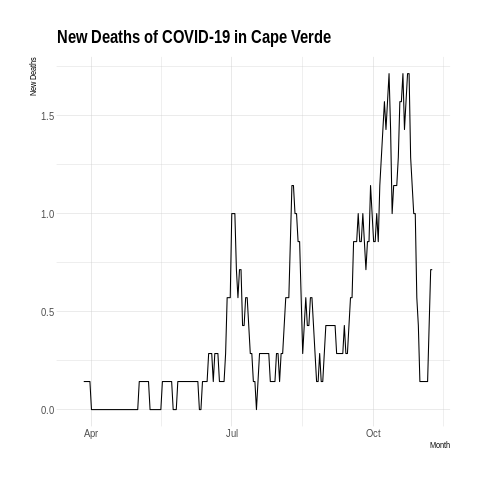 New Deaths of COVID-19 in Cape Verde
New Deaths
1.5
1.0
0.5
0.0
Apr Jul Oct
Month